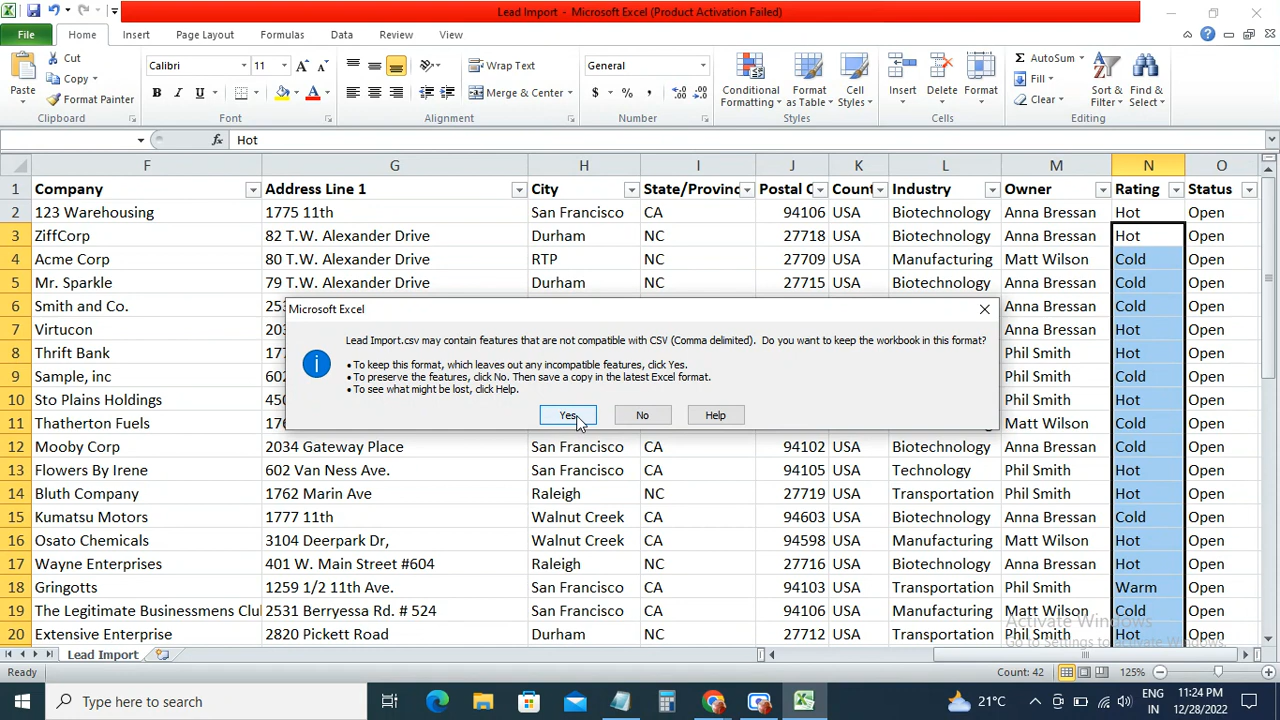 Lead Import - Microsoft Excel (Product Activation Failed)
File Home Insert Page Layout Formulas Data Review View
Cut
Copy
Format Painter
Paste
Clipboard
Calibri 11
B I U
Font
Wrap Text
Merge & Center
Alignment
General
$ % ,
Number
Conditional Formatting
Format as Table
Cell Styles
Styles
Insert Delete Format
Cells
AutoSum
Fill
Clear
Sort & Filter
Find & Select
Editing
fx Hot
F G H I J K L M N O
1 Company Address Line 1 City State/Provinc Postal C Count Industry Owner Rating Status
2 123 Warehousing 1775 11th San Francisco CA 94106 USA Biotechnology Anna Bressan Hot Open
3 ZiffCorp 82 T.W. Alexander Drive Durham NC 27718 USA Biotechnology Anna Bressan Hot Open
4 Acme Corp 80 T.W. Alexander Drive RTP NC 27709 USA Manufacturing Matt Wilson Cold Open
5 Mr. Sparkle 79 T.W. Alexander Drive Durham NC 27715 USA Biotechnology Anna Bressan Cold Open
6 Smith and Co. 253 Anna Bressan Cold Open
7 Virtucon Anna Bressan Hot Open
8 Thrift Bank Phil Smith Hot Open
9 Sample, inc Phil Smith Cold Open
10 Sto Plains Holdings 450 Phil Smith Hot Open
11 Thatherton Fuels 176 Matt Wilson Cold Open
Microsoft Excel
Lead Import.csv may contain features that are not compatible with CSV (Comma delimited). Do you want to keep the workbook in this format?
• To keep this format, which leaves out any incompatible features, click Yes.
• To preserve the features, click No. Then save a copy in the latest Excel format.
• To see what might be lost, click Help.
Yes No Help
12 Mooby Corp 2034 Gateway Place San Francisco CA 94102 USA Biotechnology Phil Smith Cold Open
13 Flowers By Irene 602 Van Ness Ave. San Francisco CA 94105 USA Technology Phil Smith Hot Open
14 Bluth Company 1762 Marin Ave Raleigh NC 27719 USA Transportation Phil Smith Hot Open
15 Kumatsu Motors 1777 11th Walnut Creek CA 94603 USA Biotechnology Anna Bressan Cold Open
16 Osato Chemicals 3104 Deerpark Dr, Walnut Creek CA 94598 USA Manufacturing Matt Wilson Hot Open
17 Wayne Enterprises 401 W. Main Street #604 Raleigh NC 27716 USA Biotechnology Anna Bressan Hot Open
18 Gringotts 1259 1/2 11th Ave. San Francisco CA 94103 USA Transportation Phil Smith Warm Open
19 The Legitimate Businessmens Clu 2531 Berryessa Rd. # 524 San Francisco CA 94106 USA Manufacturing Matt Wilson Cold Open
20 Extensive Enterprise 2820 Pickett Road Durham NC 27712 USA Transportation Phil Smith Hot Open
Activate Windows
Go to Settings to activate Windows.
Lead Import
Ready Count: 42 125%
Type here to search
21°C
ENG
IN
11:24 PM
12/28/2022